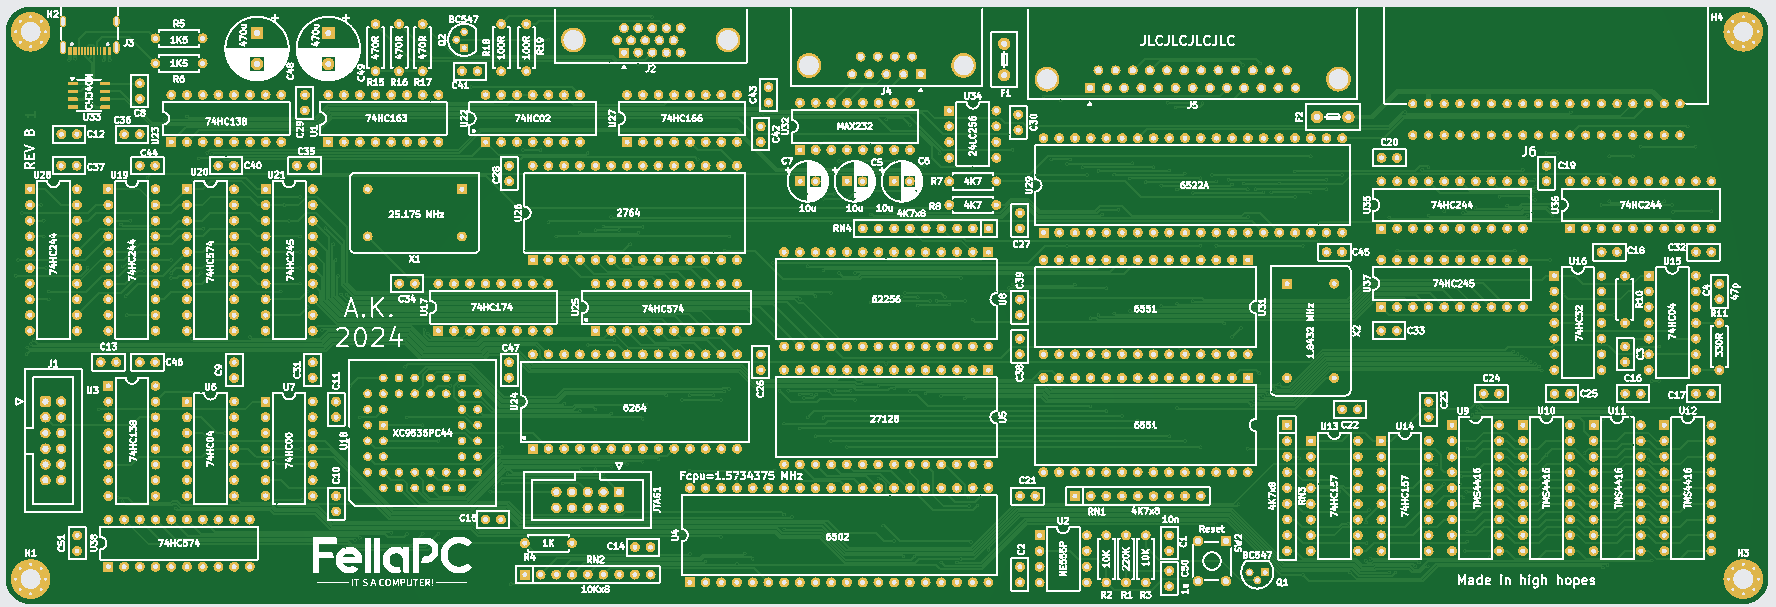 H2
J3
R5
1K5
1K5
R6
470u
C48
470u
C49
470R
470R
470R
R15
R16
R17
BC547
Q2
C41
R18
100K
100K
R19
J2
J4
F1
JLCJLCJLCJLC
J5
F2
H4
J6
REV B
C12
C37
C36
C8
U23
74HC138
C29
U1
74HC163
U22
74HC02
U27
74HC166
C43
C42
U32
MAX232
U34
24LC256
C30
C44
C40
C35
C28
C7
10u
C5
10u
C6
10u
R7
4K7
R8
4K7
4K7x8
RN4
C27
U29
6522A
C20
C19
U35
74HC244
U36
74HC244
U28
74HC244
U19
74HC244
U20
74HC574
U21
74HC245
25.175 MHz
X1
U26
2764
C45
C18
C32
C34
U17
74HC174
U25
74HC574
62256
U8
C39
6551
U31
1.8432 MHz
X2
U37
74HC245
C33
U16
74HC32
R10
U15
74HC04
C4
47p
R11
330R
C3
A.K.
2024
C13
C46
C9
C31
C11
C47
C26
C38
J1
U3
74HC138
U6
74HC04
U7
74HC00
U18
XC9536PC44
U24
6264
27128
U5
6551
C22
C23
C24
C25
C16
C17
C10
C15
JTAG1
Fcpu=1.5734375 MHz
C21
RN1
4K7x8
4K7x8
RN3
U13
74HC157
U14
74HC157
U9
TMS4416
U10
TMS4416
U11
TMS4416
U12
TMS4416
C51
U38
74HC574
FellaPC
IT'S A COMPUTER!
R4
1K
C14
RN2
10Kx8
U4
6502
C2
U2
NE555P
10K
220K
10K
R2
R1
R3
10n
C1
C50
1u
Reset
SW2
BC547
Q1
Made in high hopes
H1
H3